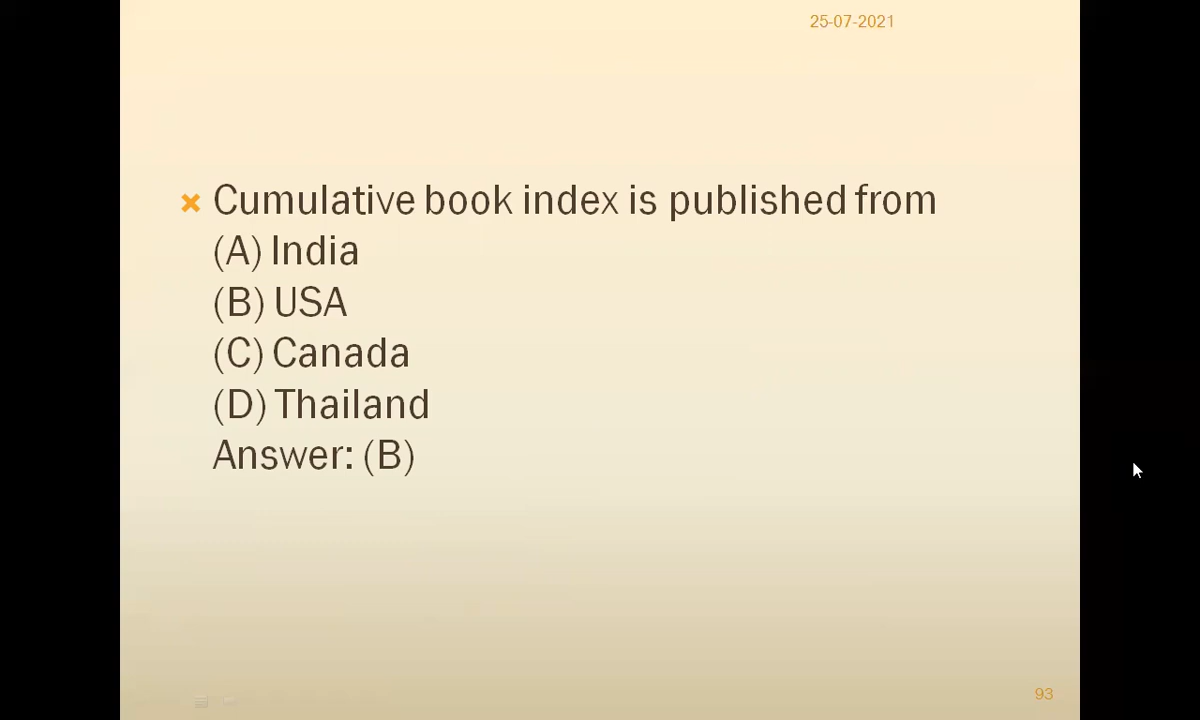 25-07-2021
Cumulative book index is published from
(A) India
(B) USA
(C) Canada
(D) Thailand
Answer: (B)
93